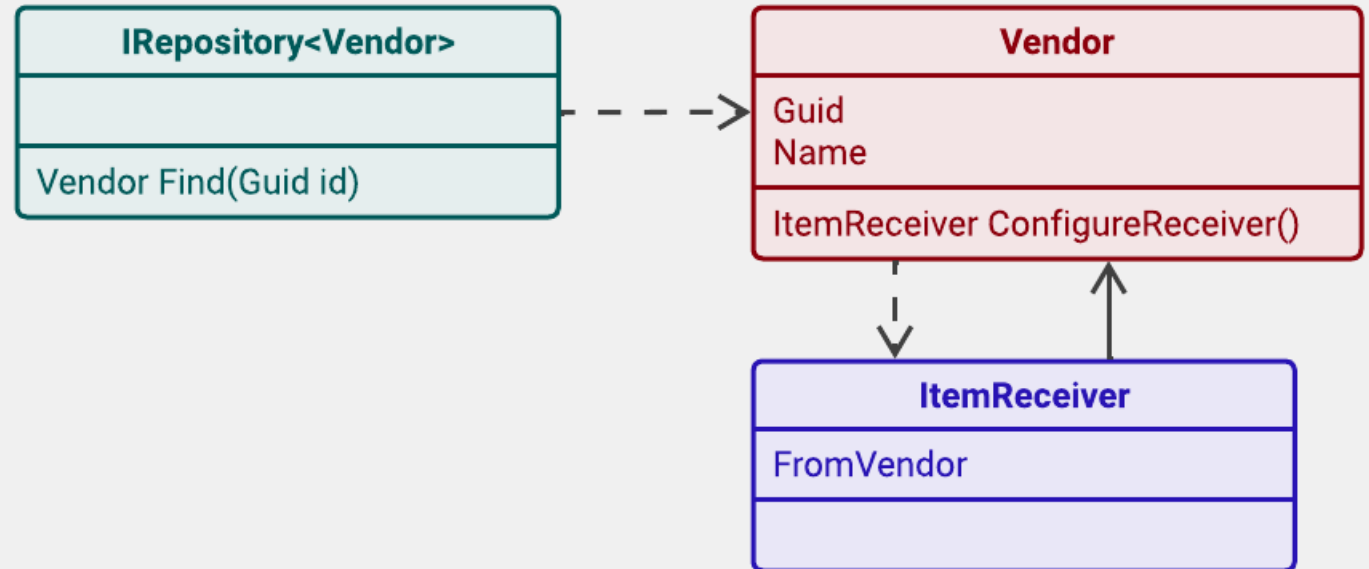 IRepository<Vendor>
Vendor Find(Guid id)
Vendor
Guid
Name
ItemReceiver ConfigureReceiver()
ItemReceiver
FromVendor